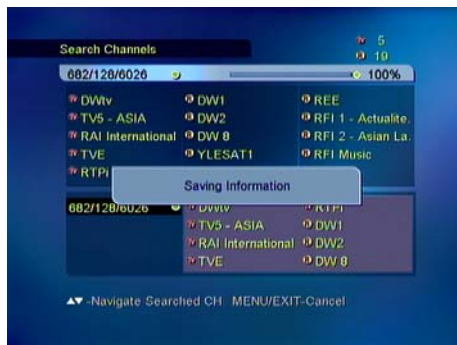 Search Channels
TV 5
19
682/128/6026 100%
DWtv DW1 REE
TV5 - ASIA DW2 RFI 1 - Actualite.
RAI International DW 8 RFI 2 - Asian La.
TVE YLESAT1 RFI Music
RTPi
Saving Information
682/128/6026 DWtv RTPi
TV5 - ASIA DW1
RAI International DW2
TVE DW 8
-Navigate Searched CH MENU/EXIT-Cancel